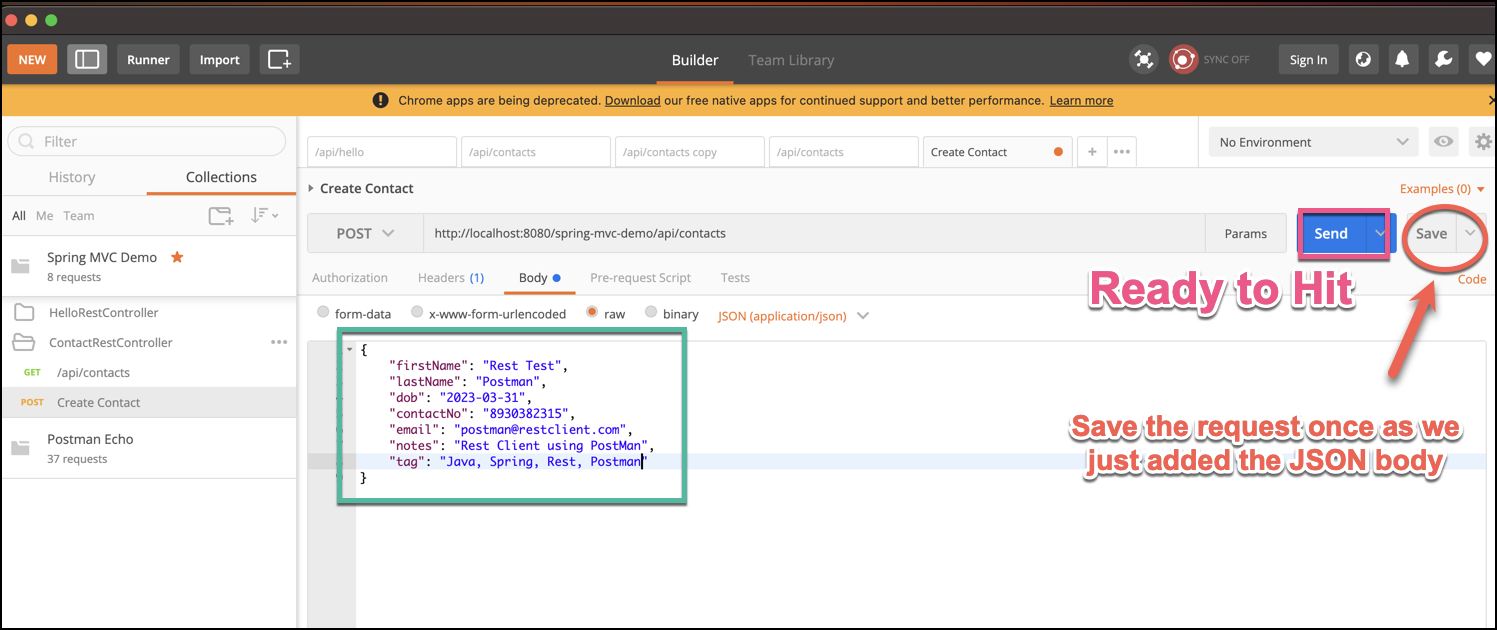 NEW Runner Import Builder Team Library SYNC OFF Sign In
Chrome apps are being deprecated. Download our free native apps for continued support and better performance. Learn more
Filter
History Collections
All Me Team
Spring MVC Demo
8 requests
HelloRestController
ContactRestController
GET /api/contacts
POST Create Contact
Postman Echo
37 requests
/api/hello /api/contacts /api/contacts copy /api/contacts Create Contact No Environment
Create Contact Examples (0)
POST http://localhost:8080/spring-mvc-demo/api/contacts Params Send Save
Authorization Headers (1) Body Pre-request Script Tests Code
form-data x-www-form-urlencoded raw binary JSON (application/json)
{
"firstName": "Rest Test",
"lastName": "Postman",
"dob": "2023-03-31",
"contactNo": "8930382315",
"email": "postman@restclient.com",
"notes": "Rest Client using PostMan",
"tag": "Java, Spring, Rest, Postman"
}
Ready to Hit
Save the request once as we
just added the JSON body